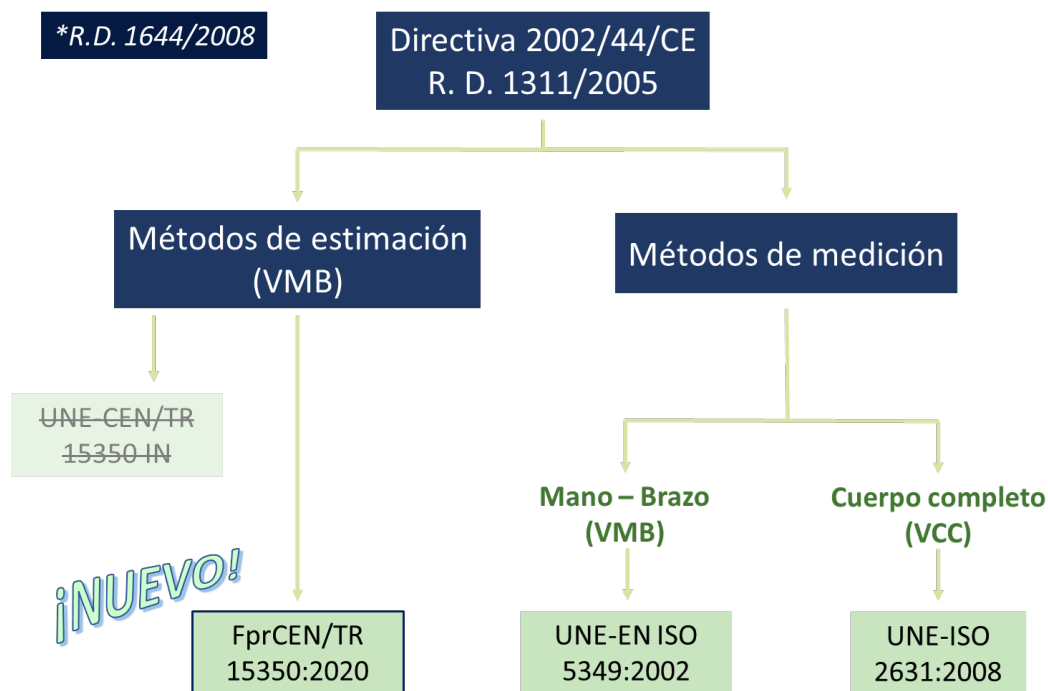 *R.D. 1644/2008
Directiva 2002/44/CE
R. D. 1311/2005
Métodos de estimación
(VMB)
Métodos de medición
UNE-CEN/TR
15350 IN
Mano – Brazo
(VMB)
Cuerpo completo
(VCC)
¡NUEVO!
FprCEN/TR
15350:2020
UNE-EN ISO
5349:2002
UNE-ISO
2631:2008